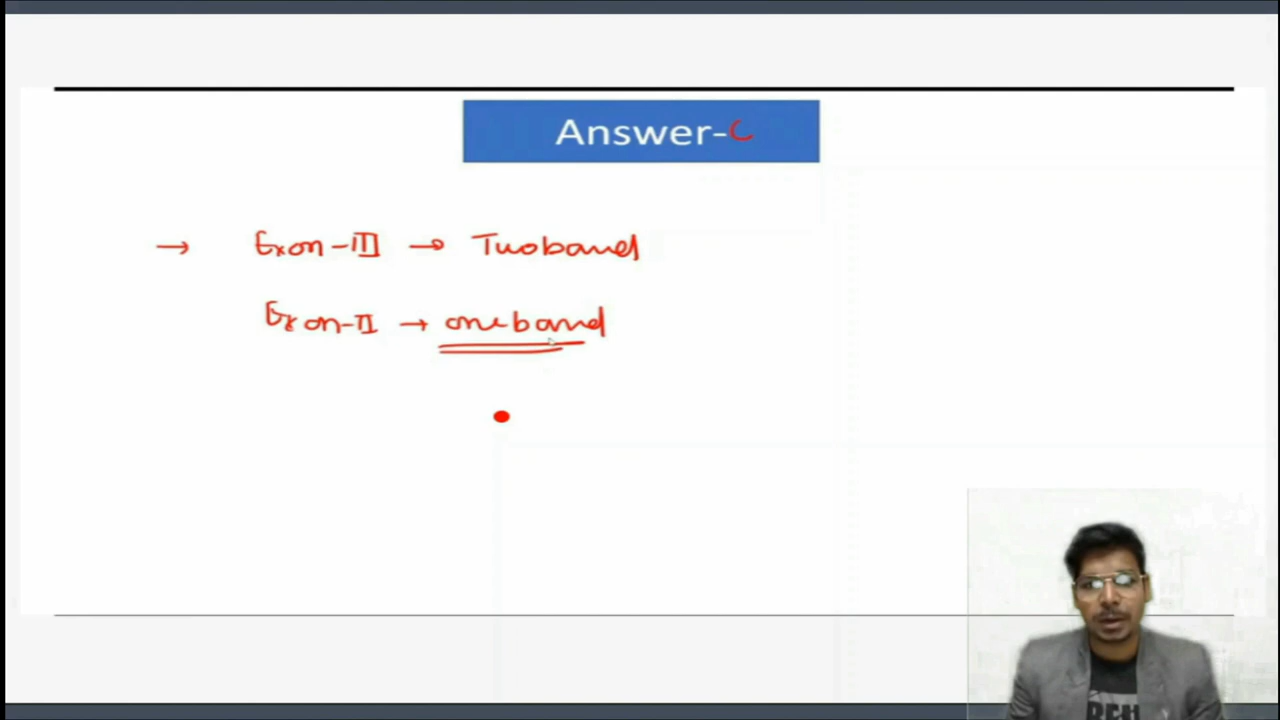 Answer-C
→ Exon-III → Two band
Exon-II → one band